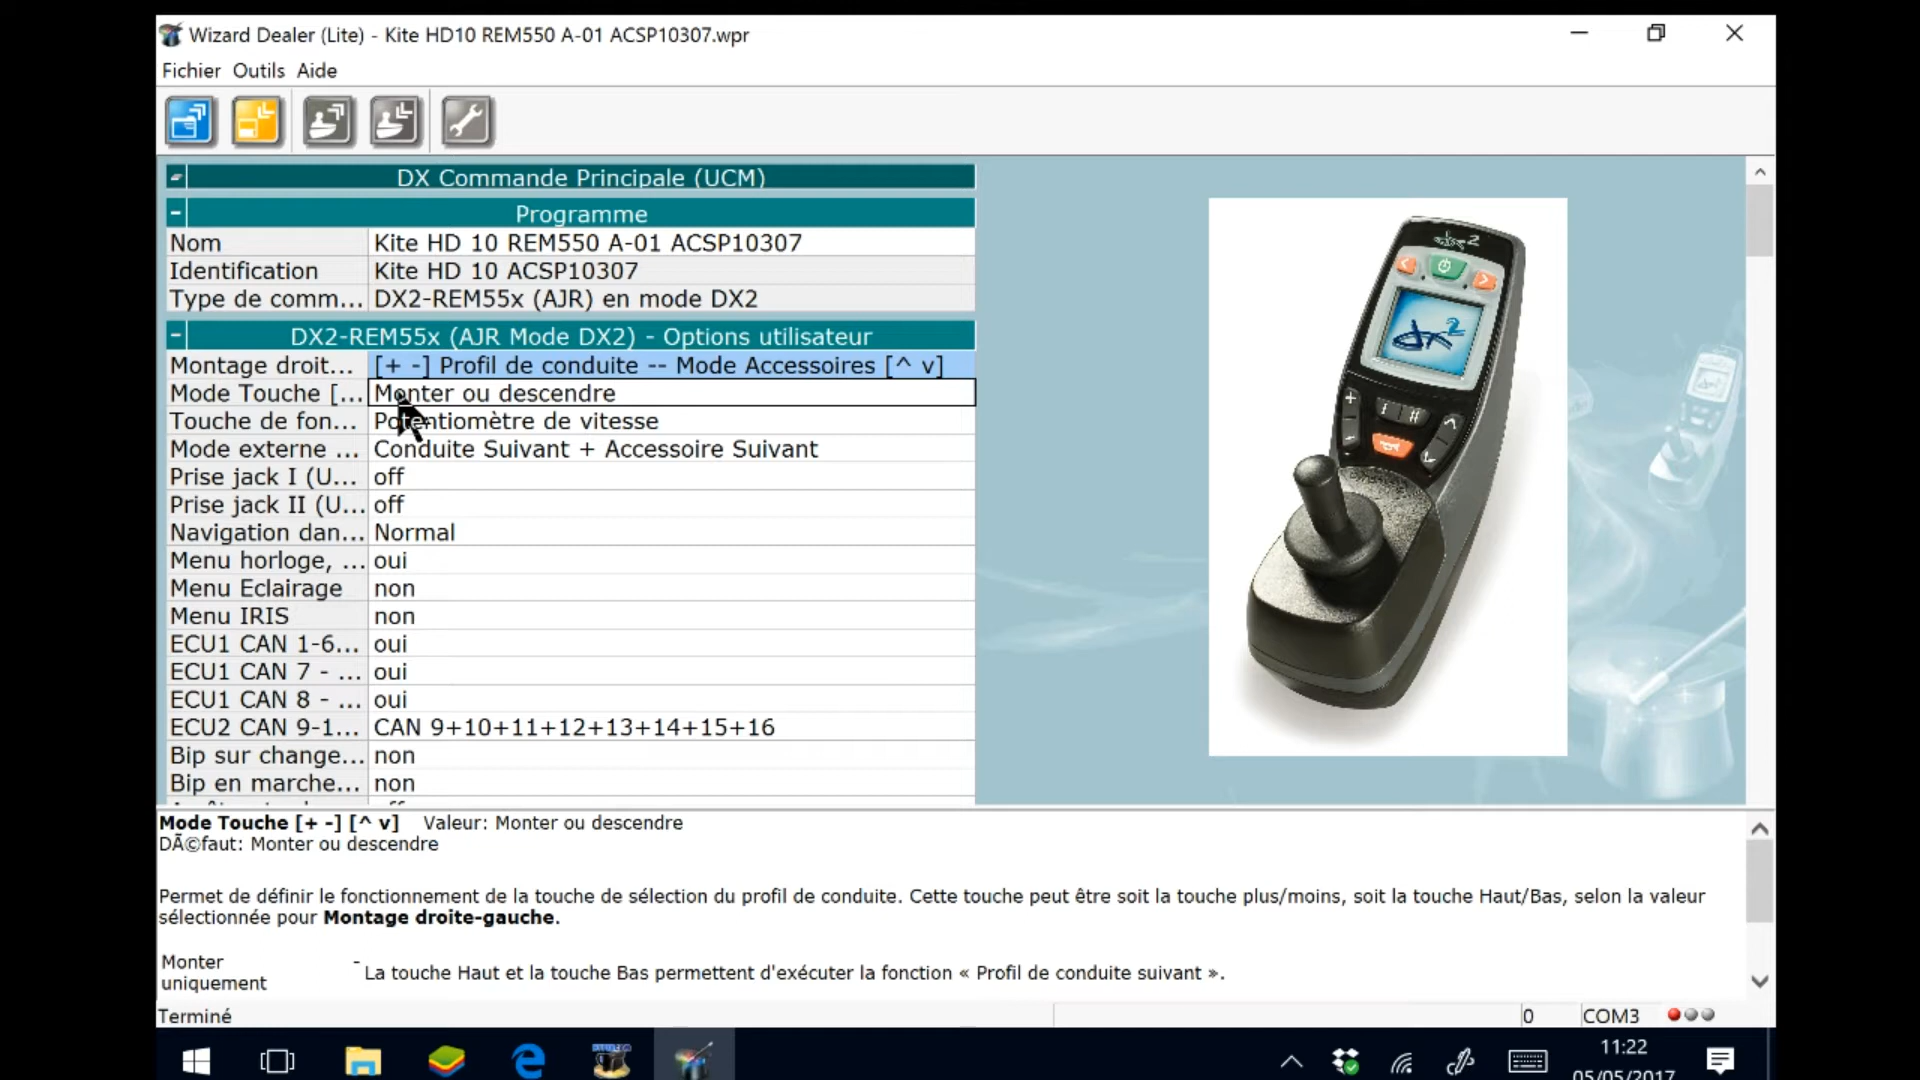 Wizard Dealer (Lite) - Kite HD10 REM550 A-01 ACSP10307.wpr
Fichier Outils Aide
DX Commande Principale (UCM)
Programme
Nom Kite HD 10 REM550 A-01 ACSP10307
Identification Kite HD 10 ACSP10307
Type de comm... DX2-REM55x (AJR) en mode DX2
DX2-REM55x (AJR Mode DX2) - Options utilisateur
Montage droit... [+ -] Profil de conduite -- Mode Accessoires [^ v]
Mode Touche [... Monter ou descendre
Touche de fon... Potentiomètre de vitesse
Mode externe ... Conduite Suivant + Accessoire Suivant
Prise jack I (U... off
Prise jack II (U... off
Navigation dan... Normal
Menu horloge, ... oui
Menu Eclairage non
Menu IRIS non
ECU1 CAN 1-6... oui
ECU1 CAN 7 - ... oui
ECU1 CAN 8 - ... oui
ECU2 CAN 9-1... CAN 9+10+11+12+13+14+15+16
Bip sur change... non
Bip en marche... non
Mode Touche [+ -] [^ v] Valeur: Monter ou descendre
DÃ©faut: Monter ou descendre
Permet de définir le fonctionnement de la touche de sélection du profil de conduite. Cette touche peut être soit la touche plus/moins, soit la touche Haut/Bas, selon la valeur
sélectionnée pour Montage droite-gauche.
Monter
uniquement
- La touche Haut et la touche Bas permettent d'exécuter la fonction « Profil de conduite suivant ».
Terminé 0 COM3
11:22
05/05/2017